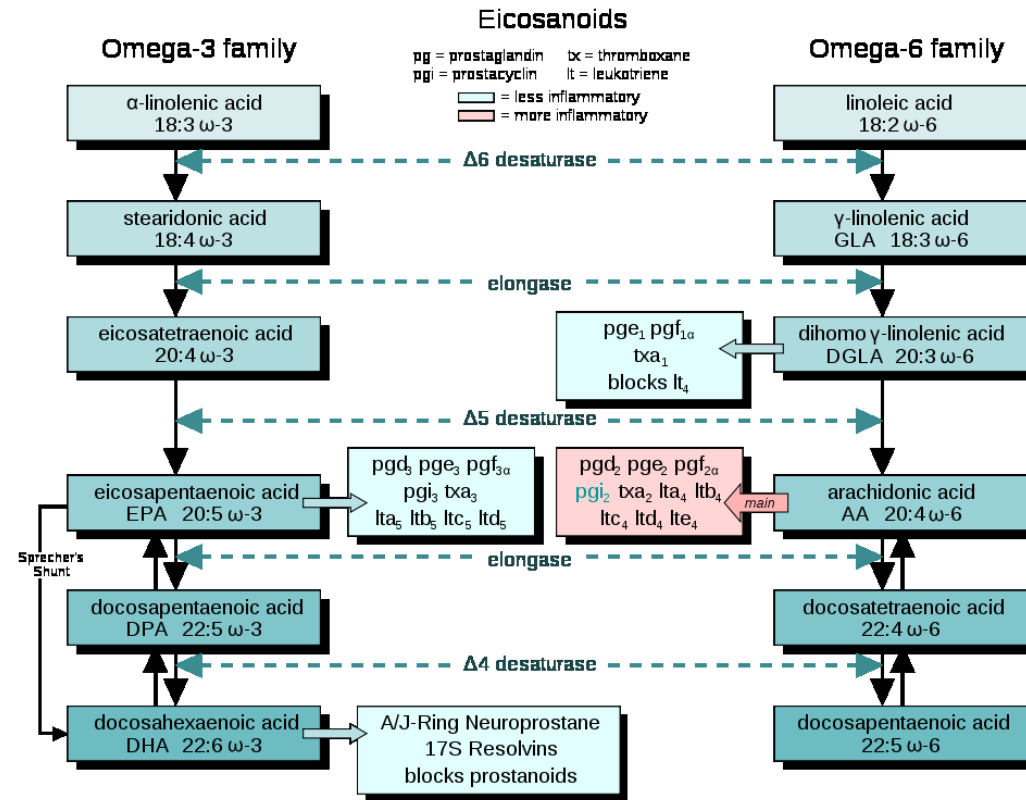 Eicosanoids
Omega-3 family
Omega-6 family
pg = prostaglandin tx = thromboxane
pgi = prostacyclin lt = leukotriene
= less inflammatory
= more inflammatory
α-linolenic acid
18:3 ω-3
linoleic acid
18:2 ω-6
Δ6 desaturase
stearidonic acid
18:4 ω-3
γ-linolenic acid
GLA 18:3 ω-6
elongase
eicosatetraenoic acid
20:4 ω-3
pge₁ pgf₁α
txa₁
blocks lt₄
dihomo γ-linolenic acid
DGLA 20:3 ω-6
Δ5 desaturase
eicosapentaenoic acid
EPA 20:5 ω-3
pgd₃ pge₃ pgf₃α
pgi₃ txa₃
lta₅ ltb₅ ltc₅ ltd₅
pgd₂ pge₂ pgf₂α
pgi₂ txa₂ lta₄ ltb₄
ltc₄ ltd₄ lte₄
main
arachidonic acid
AA 20:4 ω-6
Sprecher's
Shunt
elongase
docosapentaenoic acid
DPA 22:5 ω-3
docosatetraenoic acid
22:4 ω-6
Δ4 desaturase
docosahexaenoic acid
DHA 22:6 ω-3
A/J-Ring Neuroprostane
17S Resolvins
blocks prostanoids
docosapentaenoic acid
22:5 ω-6